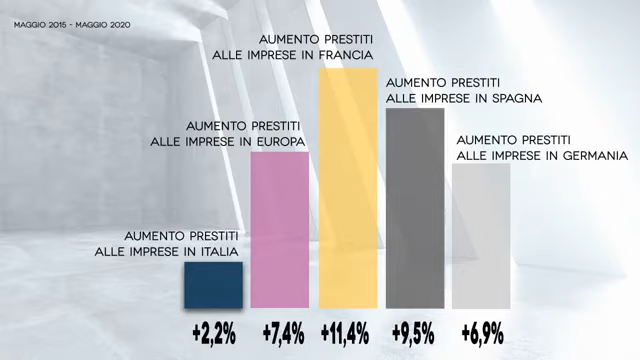 MAGGIO 2015 - MAGGIO 2020
AUMENTO PRESTITI
ALLE IMPRESE IN FRANCIA
AUMENTO PRESTITI
ALLE IMPRESE IN SPAGNA
AUMENTO PRESTITI
ALLE IMPRESE IN EUROPA
AUMENTO PRESTITI
ALLE IMPRESE IN GERMANIA
AUMENTO PRESTITI
ALLE IMPRESE IN ITALIA
+2,2% +7,4% +11,4% +9,5% +6,9%